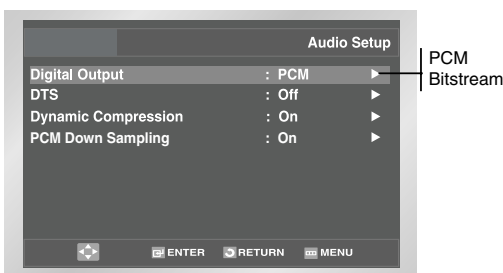 Audio Setup
Digital Output : PCM
DTS : Off
Dynamic Compression : On
PCM Down Sampling : On
ENTER RETURN MENU
PCM
Bitstream